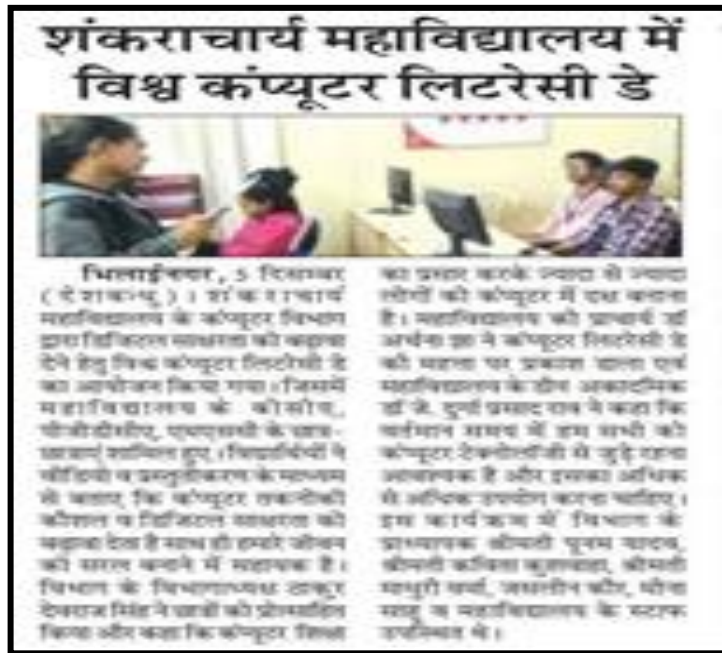 शंकराचार्य महाविद्यालय में
विश्व कंप्यूटर लिटरेसी डे
भिलाईनगर, 5 दिसम्बर
(देशबन्धु)। शंकराचार्य
महाविद्यालय के कंप्यूटर विभाग
द्वारा डिजिटल साक्षरता को बढ़ावा
देने हेतु विश्व कंप्यूटर लिटरेसी डे
का आयोजन किया गया। जिसमें
महाविद्यालय के बीसीए,
पीजीडीसीए, एमएससी के छात्र-
छात्राएं शामिल हुए। विद्यार्थियों ने
वीडियो व प्रस्तुतीकरण के माध्यम
से बताए कि कंप्यूटर तकनीकी
कौशल व डिजिटल साक्षरता को
बढ़ावा देता है साथ ही हमारे जीवन
को सरल बनाने में सहायक है।
विभाग के विभागाध्यक्ष ठाकुर
देवराज सिंह ने छात्रों को प्रोत्साहित
किया और कहा कि कंप्यूटर शिक्षा
का प्रसार करके ज्यादा से ज्यादा
लोगों को कंप्यूटर में दक्ष बनाना
है। महाविद्यालय की प्राचार्य डॉ
अर्चना झा ने कंप्यूटर लिटरेसी डे
की महत्ता पर प्रकाश डाला एवं
महाविद्यालय के डीन अकादमिक
डॉ जे. दुर्गा प्रसाद राव ने कहा कि
वर्तमान समय में हम सभी को
कंप्यूटर टेक्नोलॉजी से जुड़े रहना
आवश्यक है और इसका अधिक
से अधिक उपयोग करना चाहिए।
इस कार्यक्रम में विभाग के
प्राध्यापक श्रीमती पूनम यादव,
श्रीमती कविता कुशवाहा, श्रीमती
माधुरी वर्मा, जसलीन कौर,
साहू व महाविद्यालय के स्टाफ
उपस्थित थे।